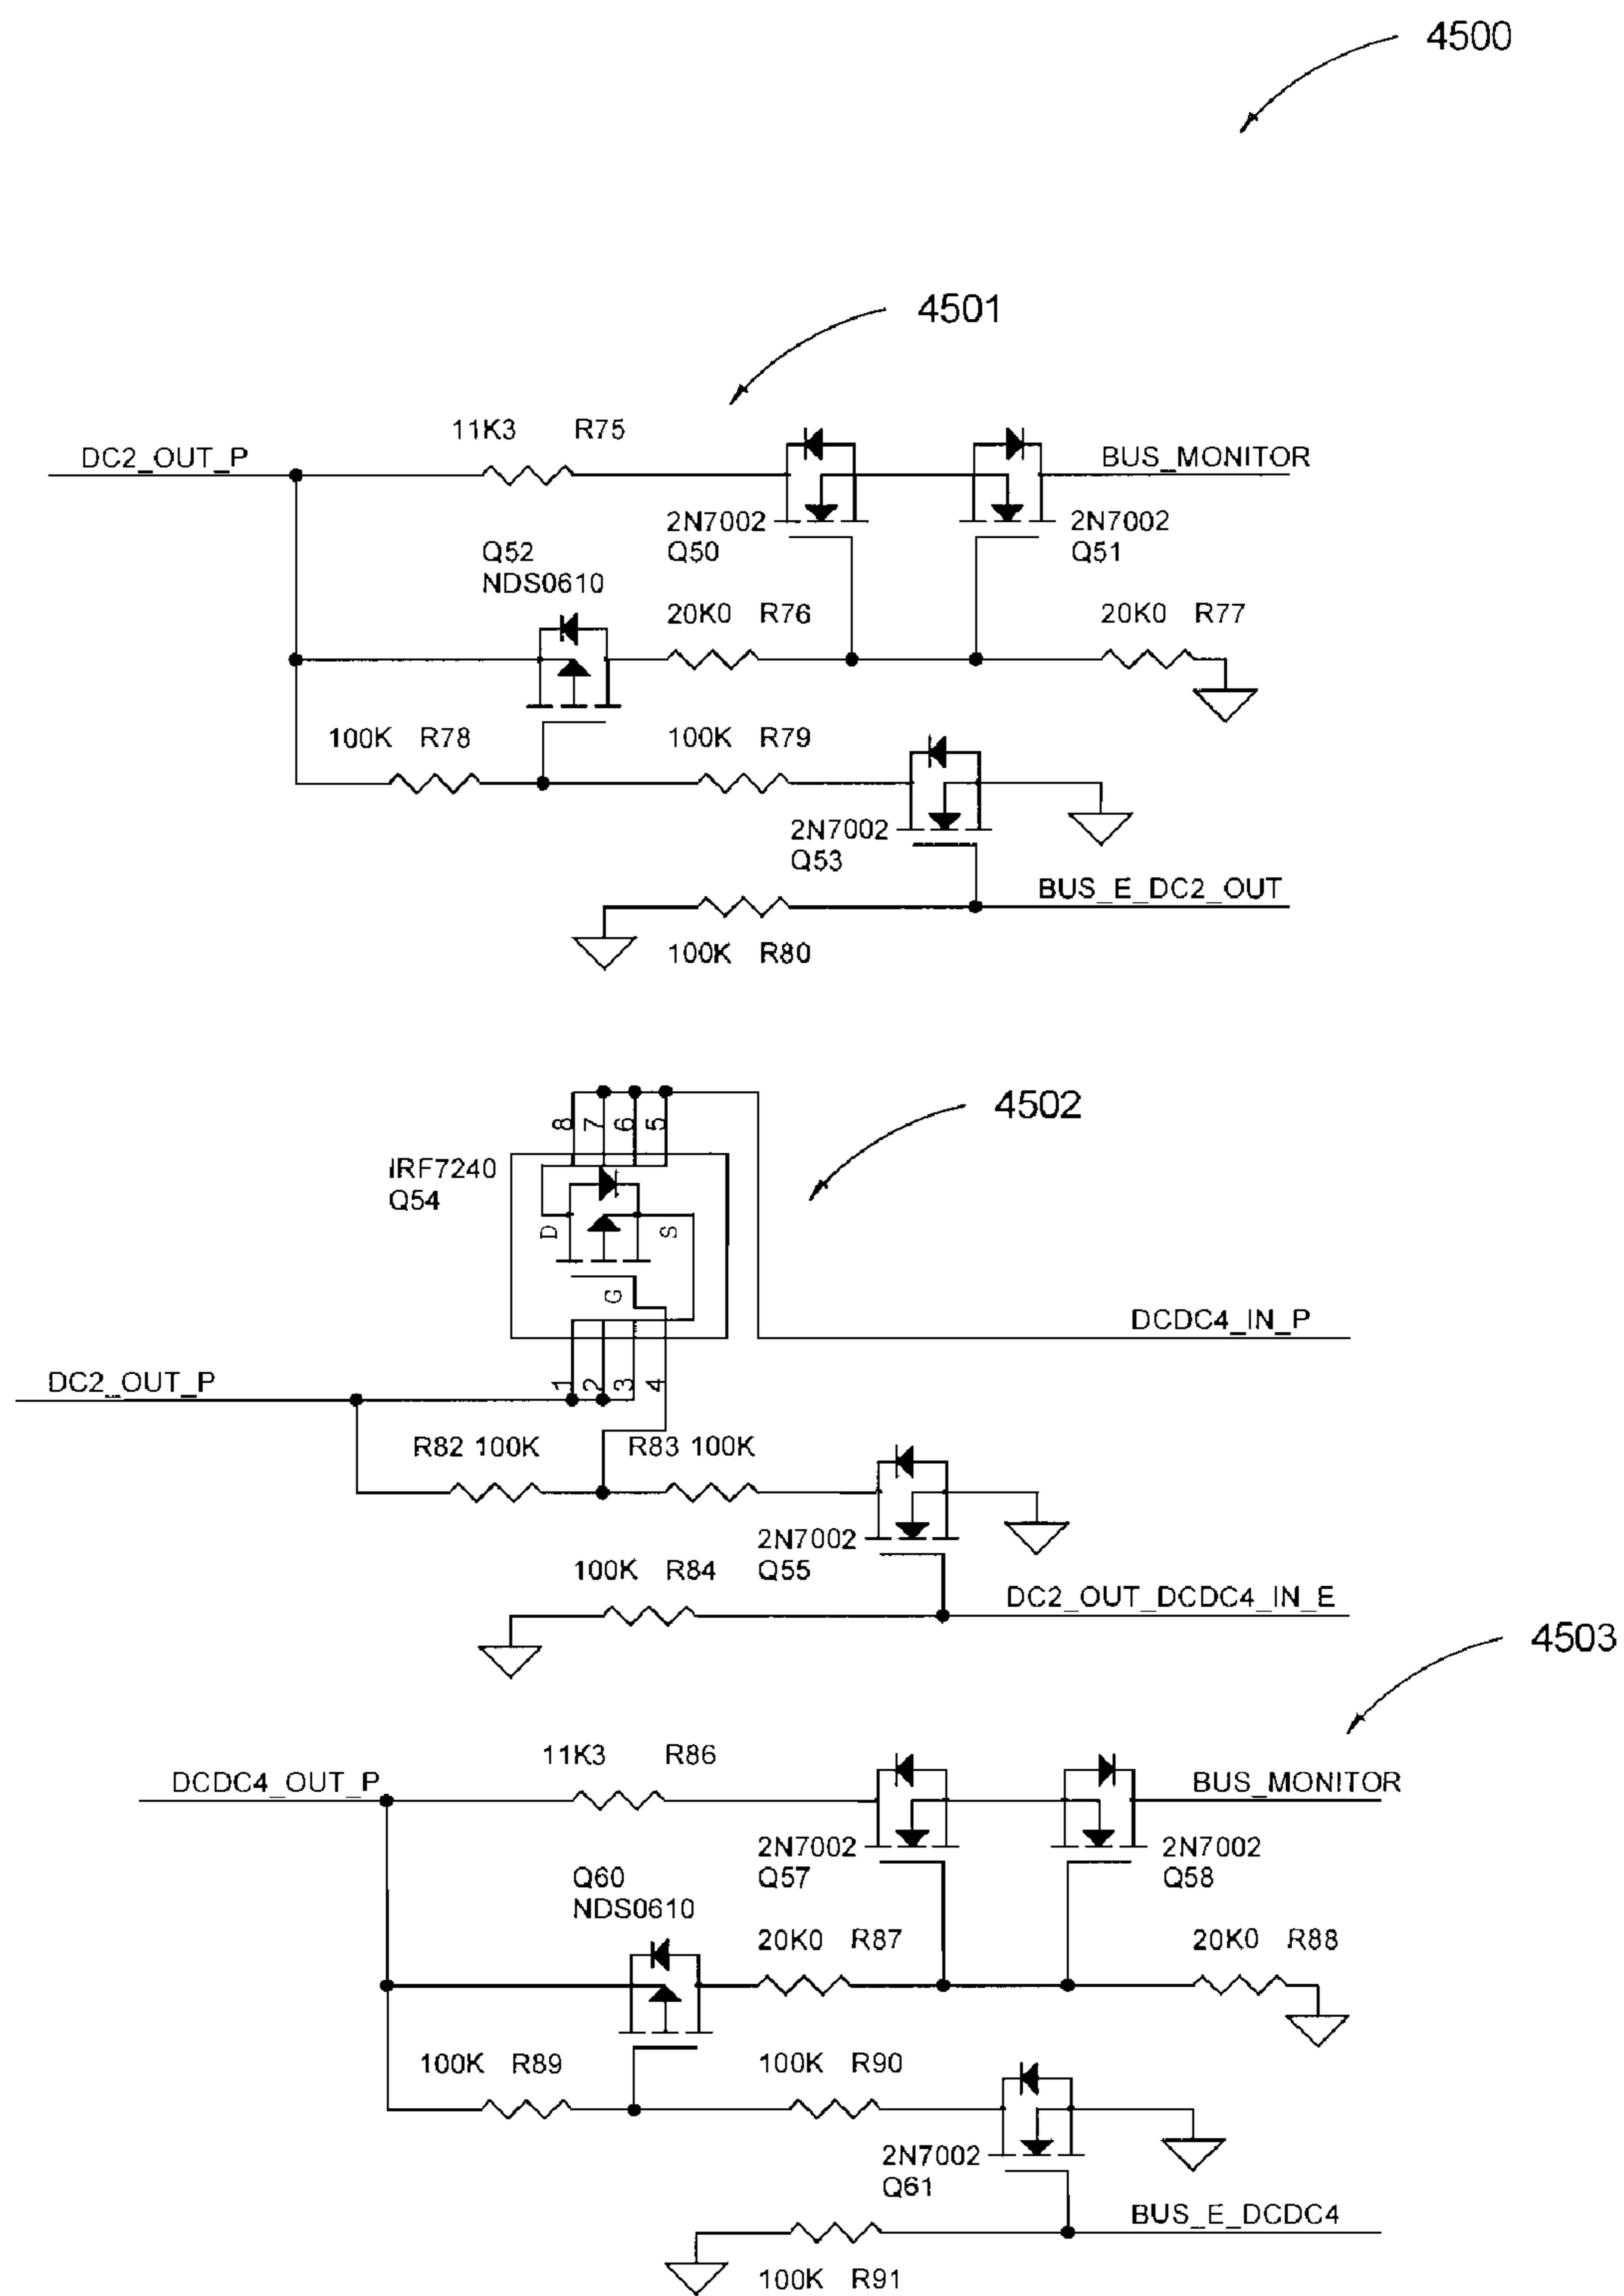 4500
4501
11K3 R75
DC2_OUT_P
BUS_MONITOR
2N7002
Q50
2N7002
Q51
Q52
NDS0610
20K0 R76
20K0 R77
100K R78
100K R79
2N7002
Q53
BUS_E_DC2_OUT
100K R80
4502
8 7 6 5
IRF7240
Q54
D S
G
DCDC4_IN_P
DC2_OUT_P
1 2 3 4
R82 100K
R83 100K
2N7002
Q55
100K R84
DC2_OUT_DCDC4_IN_E
4503
11K3 R86
DCDC4_OUT_P
BUS_MONITOR
2N7002
Q57
2N7002
Q58
Q60
NDS0610
20K0 R87
20K0 R88
100K R89
100K R90
2N7002
Q61
BUS_E_DCDC4
100K R91